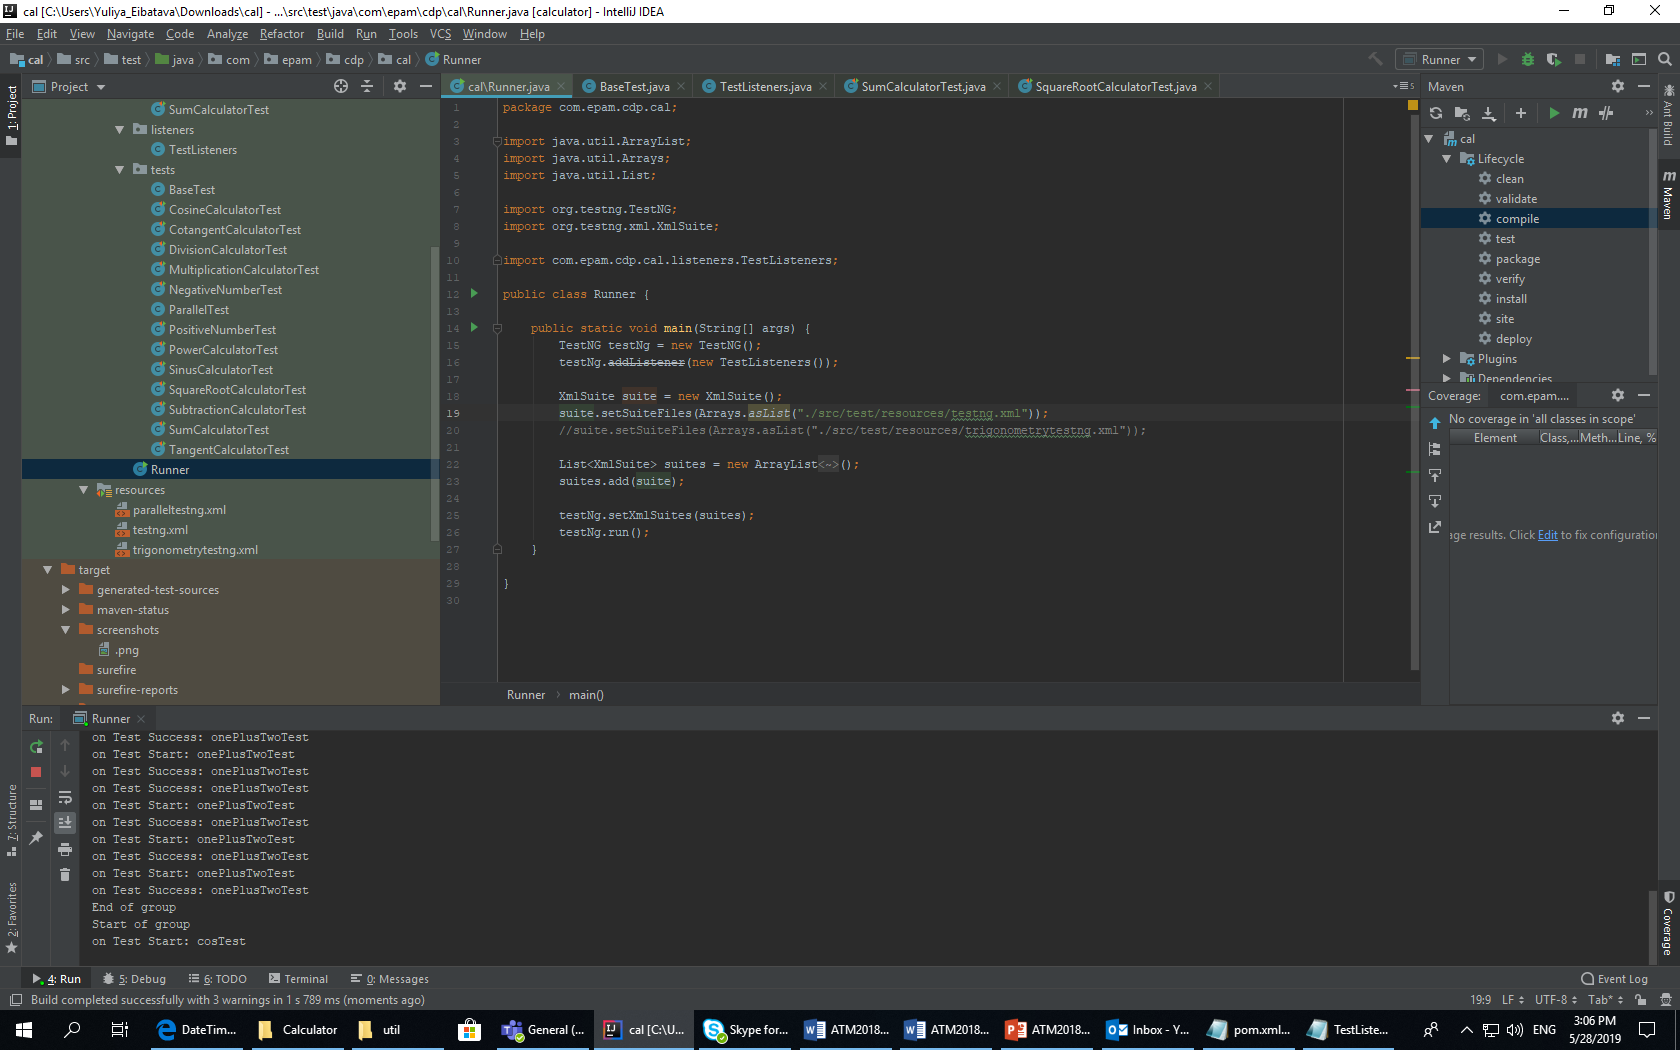 cal [C:\Users\Yuliya_Eibatava\Downloads\cal] - ...\src\test\java\com\epam\cdp\cal\Runner.java [calculator] - IntelliJ IDEA
File Edit View Navigate Code Analyze Refactor Build Run Tools VCS Window Help
cal src test java com epam cdp cal Runner
Runner
1: Project
Project
SumCalculatorTest
listeners
TestListeners
tests
BaseTest
CosineCalculatorTest
CotangentCalculatorTest
DivisionCalculatorTest
MultiplicationCalculatorTest
NegativeNumberTest
ParallelTest
PositiveNumberTest
PowerCalculatorTest
SinusCalculatorTest
SquareRootCalculatorTest
SubtractionCalculatorTest
SumCalculatorTest
TangentCalculatorTest
Runner
resources
paralleltestng.xml
testng.xml
trigonometrytestng.xml
target
generated-test-sources
maven-status
screenshots
.png
surefire
surefire-reports
cal\Runner.java BaseTest.java TestListeners.java SumCalculatorTest.java SquareRootCalculatorTest.java
1 package com.epam.cdp.cal;
2
3 import java.util.ArrayList;
4 import java.util.Arrays;
5 import java.util.List;
6
7 import org.testng.TestNG;
8 import org.testng.xml.XmlSuite;
9
10 import com.epam.cdp.cal.listeners.TestListeners;
11
12 public class Runner {
13
14 public static void main(String[] args) {
15 TestNG testNg = new TestNG();
16 testNg.addListener(new TestListeners());
17
18 XmlSuite suite = new XmlSuite();
19 suite.setSuiteFiles(Arrays.asList("./src/test/resources/testng.xml"));
20 //suite.setSuiteFiles(Arrays.asList("./src/test/resources/trigonometrytestng.xml"));
21
22 List<XmlSuite> suites = new ArrayList<~>();
23 suites.add(suite);
24
25 testNg.setXmlSuites(suites);
26 testNg.run();
27 }
28
29 }
30
Runner main()
Maven
cal
Lifecycle
clean
validate
compile
test
package
verify
install
site
deploy
Plugins
Dependencies
Coverage: com.epam....
No coverage in 'all classes in scope'
Element Class,... Meth... Line, %
age results. Click Edit to fix configuration
Ant Build
Maven
Coverage
Run: Runner
on Test Success: onePlusTwoTest
on Test Start: onePlusTwoTest
on Test Success: onePlusTwoTest
on Test Success: onePlusTwoTest
on Test Start: onePlusTwoTest
on Test Success: onePlusTwoTest
on Test Start: onePlusTwoTest
on Test Success: onePlusTwoTest
on Test Start: onePlusTwoTest
on Test Success: onePlusTwoTest
End of group
Start of group
on Test Start: cosTest
7: Structure
2: Favorites
4: Run 5: Debug 6: TODO Terminal 0: Messages Event Log
Build completed successfully with 3 warnings in 1 s 789 ms (moments ago) 19:9 LF UTF-8 Tab*
DateTim... Calculator util General (... cal [C:\U... Skype for... ATM2018... ATM2018... ATM2018... Inbox - Y... pom.xml... TestListe... ENG 3:06 PM
5/28/2019